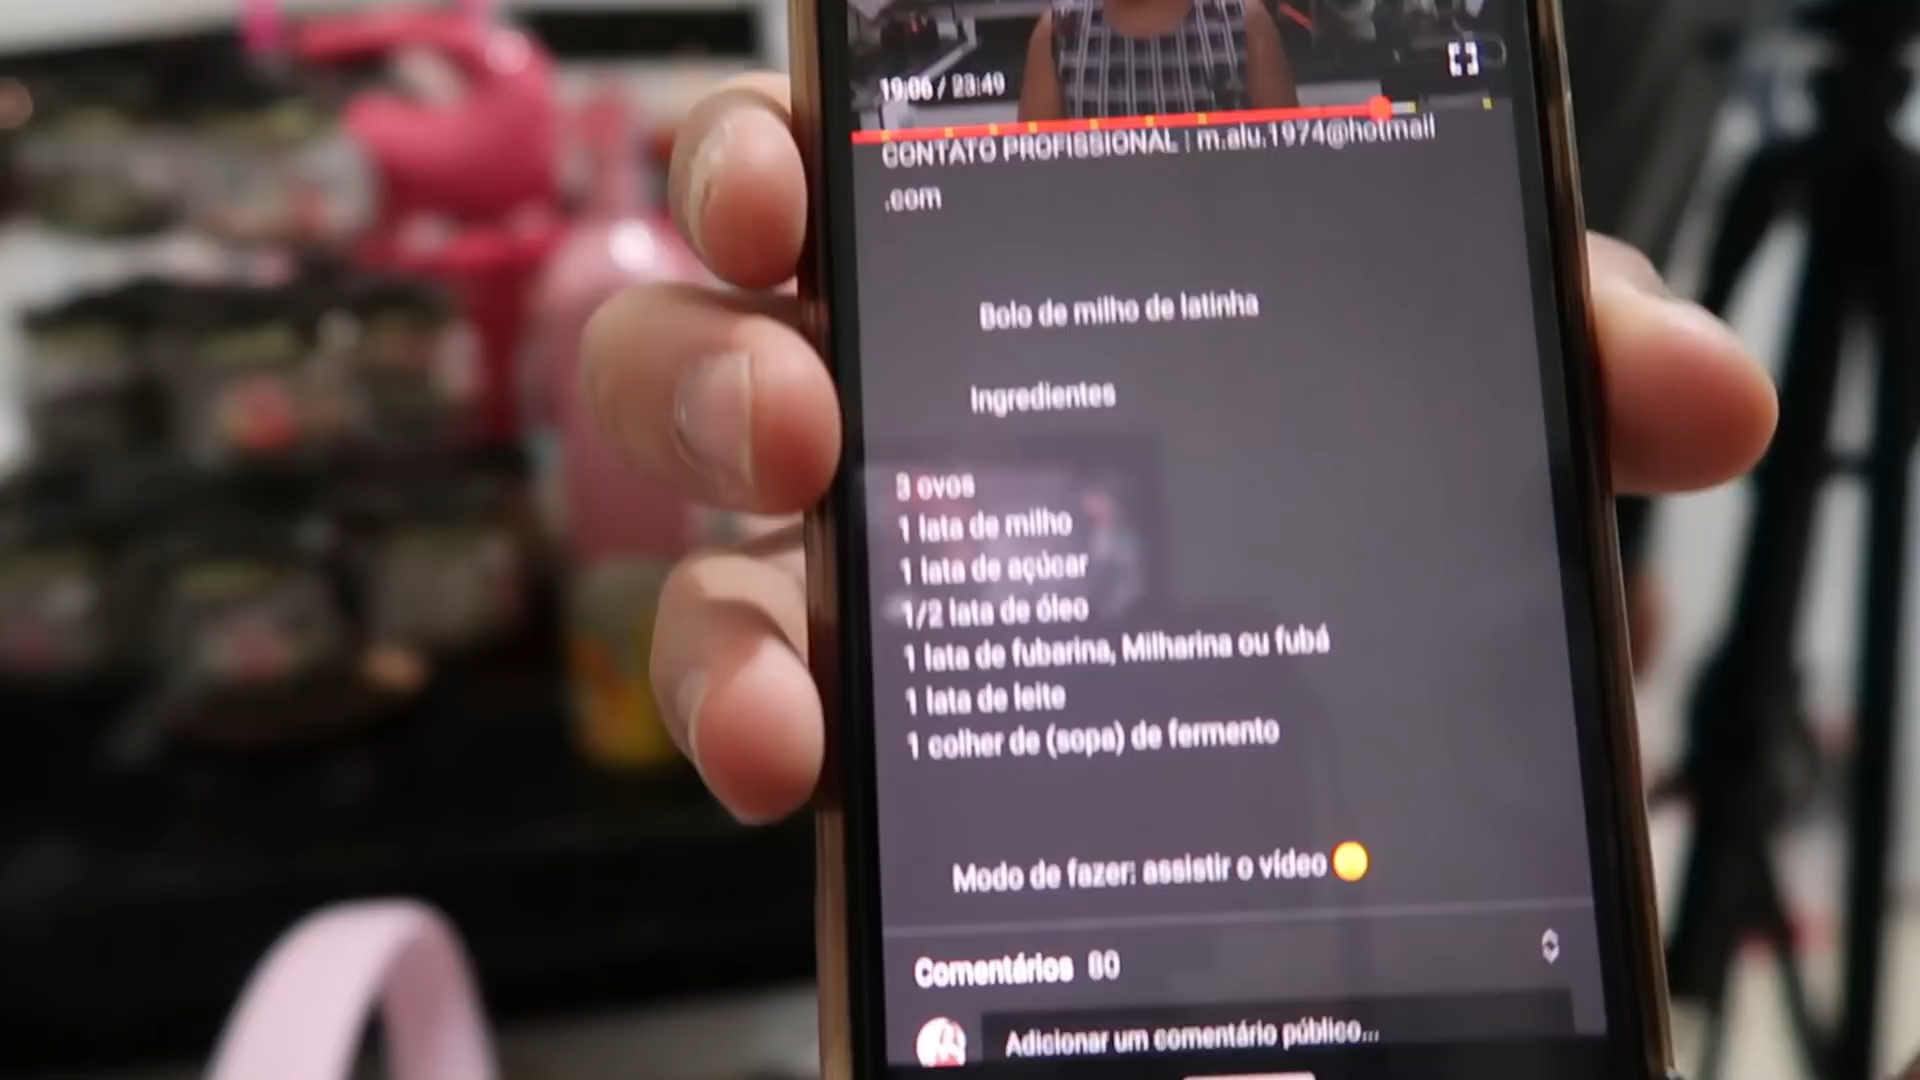 19:06 / 23:49
CONTATO PROFISSIONAL | m.alu.1974@hotmail
.com
Bolo de milho de latinha
Ingredientes
3 ovos
1 lata de milho
1 lata de açúcar
1/2 lata de óleo
1 lata de fubarina, Milharina ou fubá
1 lata de leite
1 colher de (sopa) de fermento
Modo de fazer: assistir o vídeo
Comentários 80
Adicionar um comentário público...